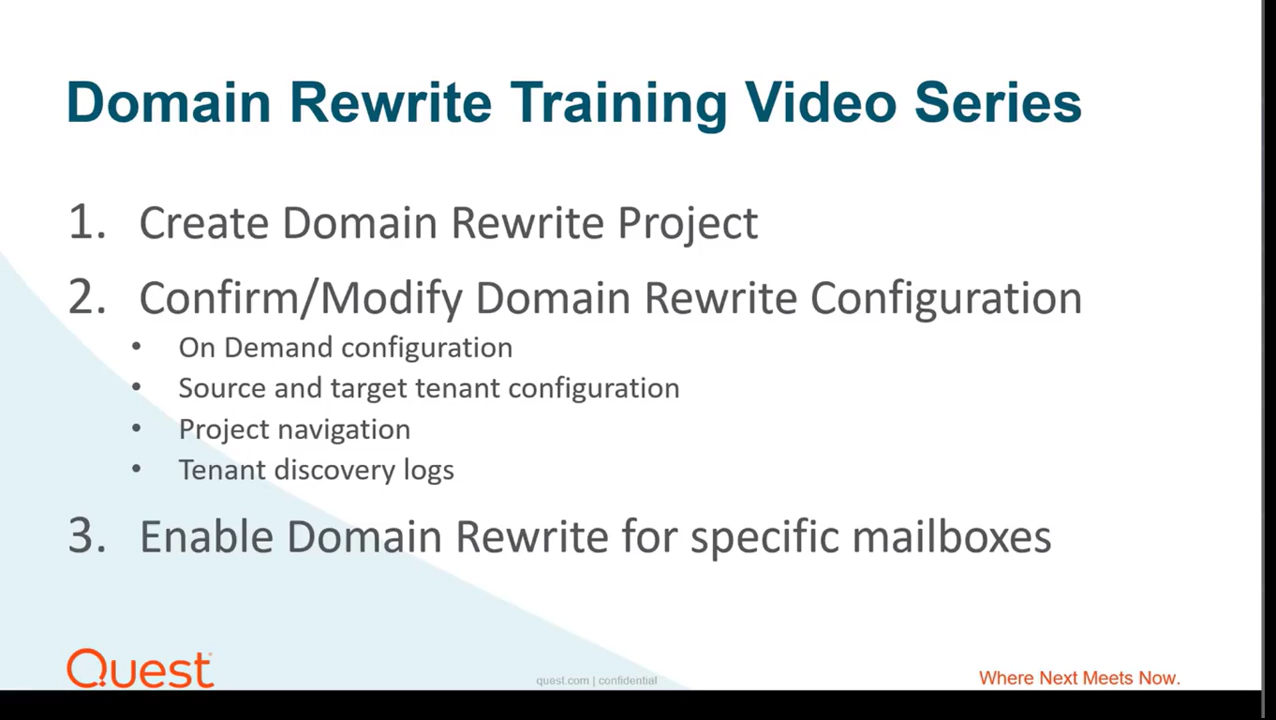 Domain Rewrite Training Video Series
1. Create Domain Rewrite Project
2. Confirm/Modify Domain Rewrite Configuration
• On Demand configuration
• Source and target tenant configuration
• Project navigation
• Tenant discovery logs
3. Enable Domain Rewrite for specific mailboxes
Quest
quest.com | confidential
Where Next Meets Now.